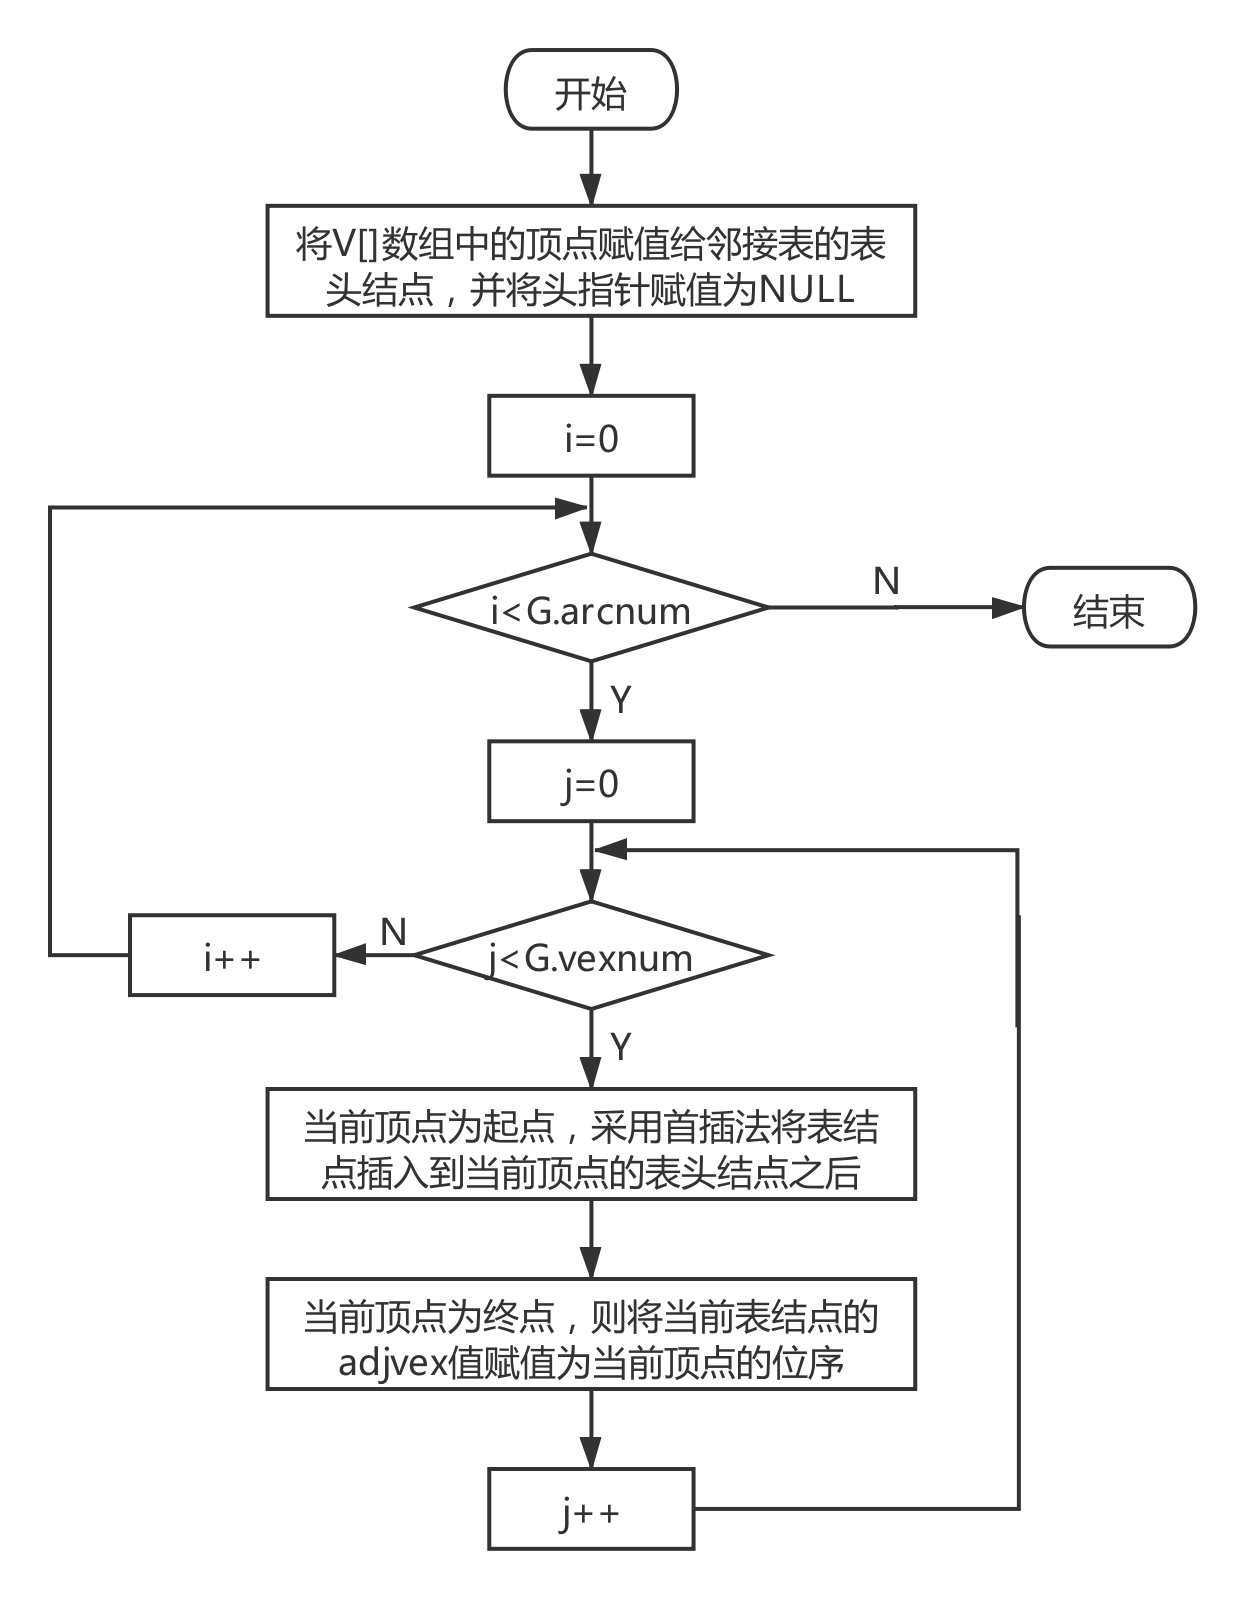 开始
将V[]数组中的顶点赋值给邻接表的表
头结点，并将头指针赋值为NULL
i=0
i<G.arcnum
N
结束
Y
j=0
i++
N
j<G.vexnum
Y
当前顶点为起点，采用首插法将表结
点插入到当前顶点的表头结点之后
当前顶点为终点，则将当前表结点的
adjvex值赋值为当前顶点的位序
j++